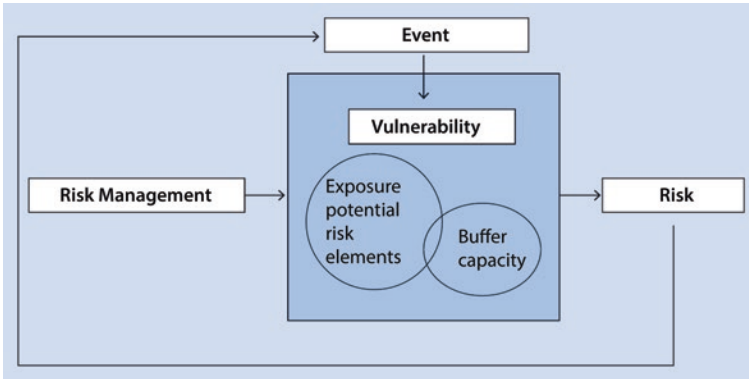 Event
Vulnerability
Risk Management
Exposure
potential
risk
elements
Buffer
capacity
Risk